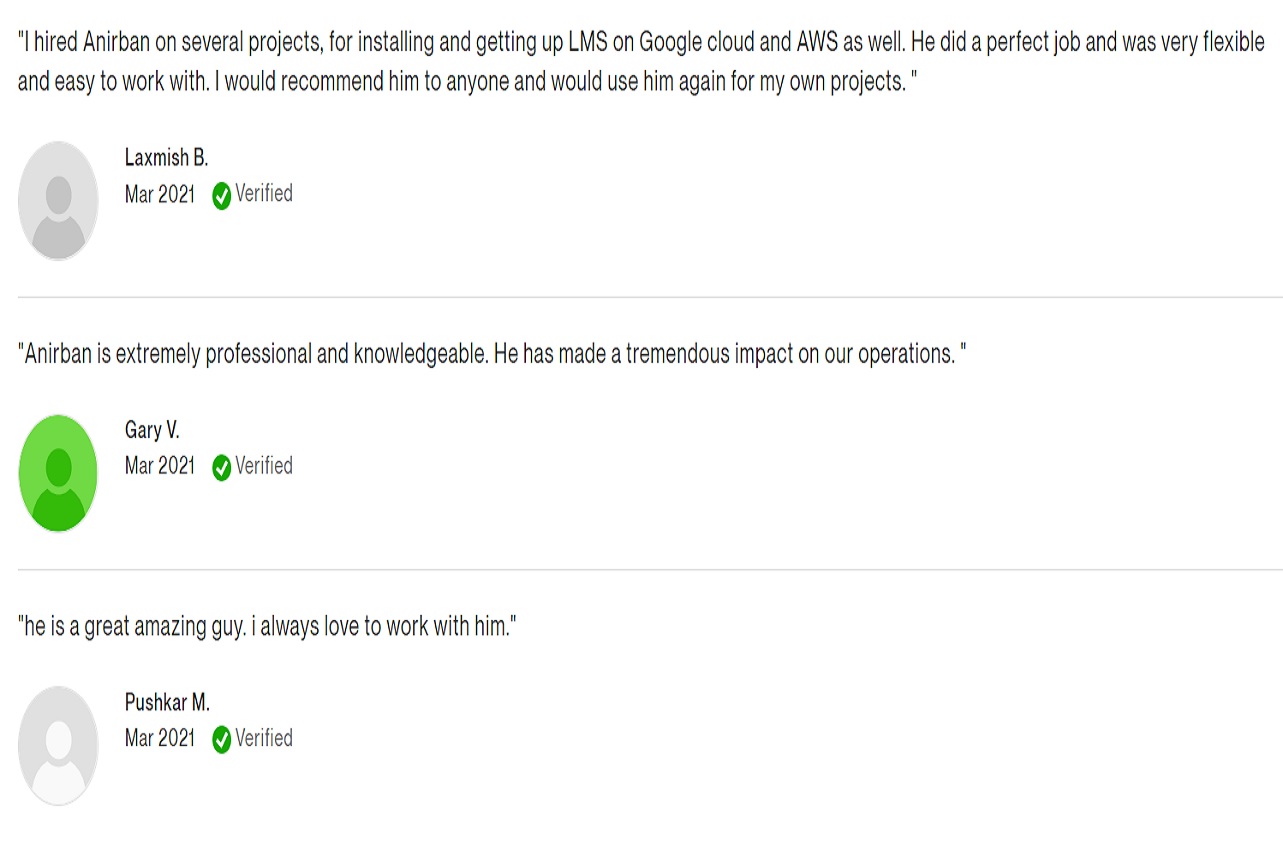 "I hired Anirban on several projects, for installing and getting up LMS on Google cloud and AWS as well. He did a perfect job and was very flexible
and easy to work with. I would recommend him to anyone and would use him again for my own projects. "
Laxmish B.
Mar 2021 Verified
"Anirban is extremely professional and knowledgeable. He has made a tremendous impact on our operations. "
Gary V.
Mar 2021 Verified
"he is a great amazing guy. i always love to work with him."
Pushkar M.
Mar 2021 Verified